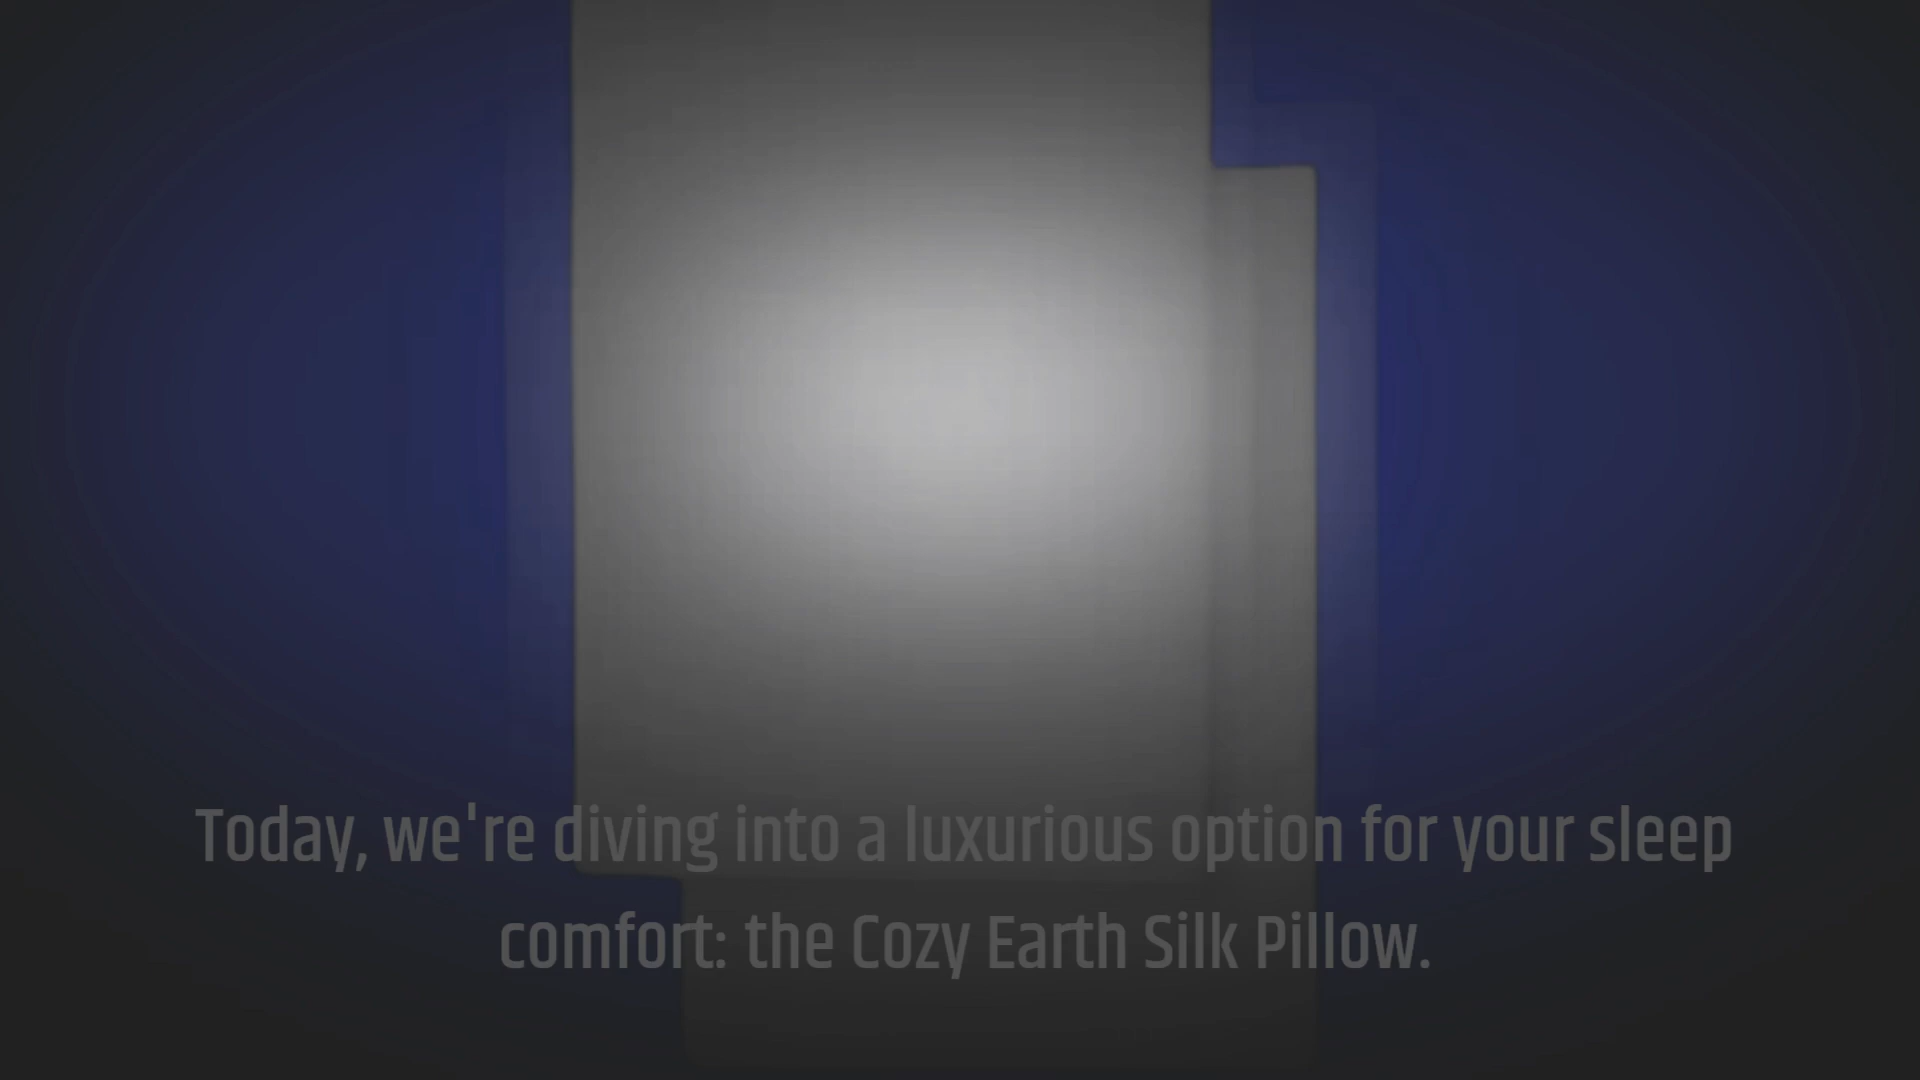 Today, we're diving into a luxurious option for your sleep
comfort: the Cozy Earth Silk Pillow.